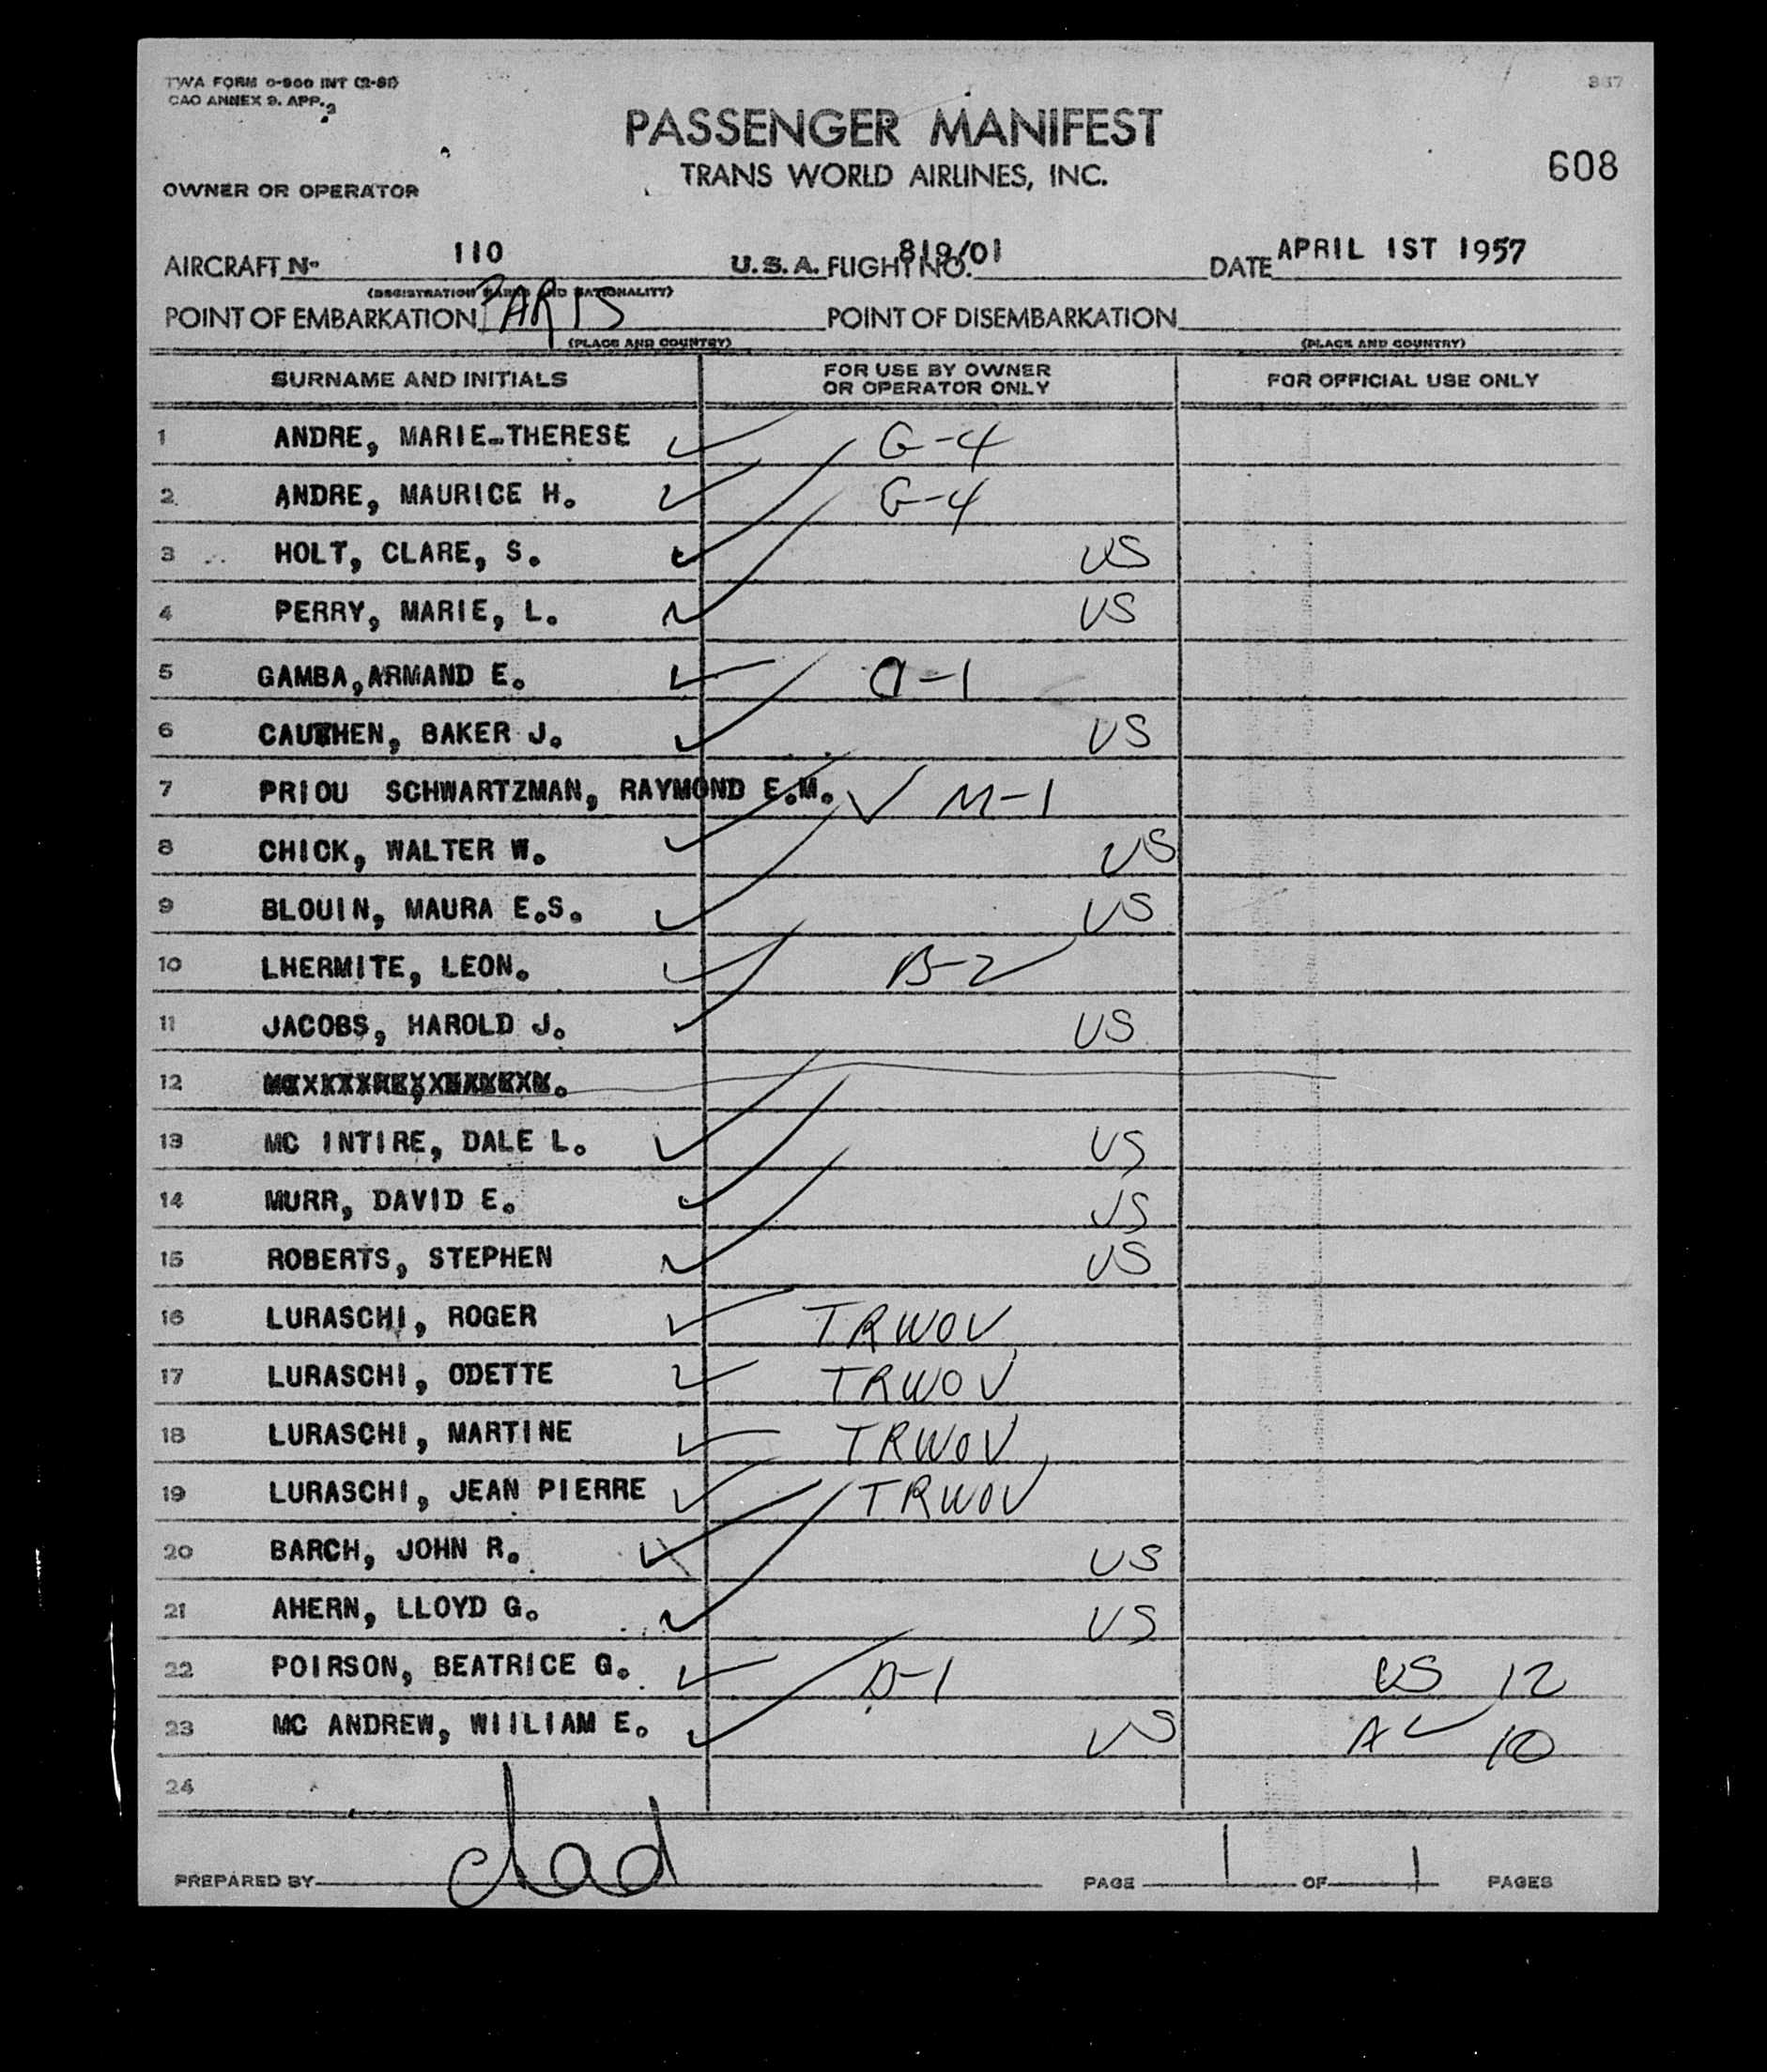 TWA FORM 0-900 INT (2-51)
CAO ANNEX 9. APP. 2
PASSENGER MANIFEST
TRANS WORLD AIRLINES, INC.
608
OWNER OR OPERATOR
AIRCRAFT No. 110 U.S.A. FLIGHT NO. 819/01 DATE APRIL 1ST 1957
(REGISTRATION MARKS AND NATIONALITY)
POINT OF EMBARKATION PARIS POINT OF DISEMBARKATION
(PLACE AND COUNTRY) (PLACE AND COUNTRY)
SURNAME AND INITIALS FOR USE BY OWNER OR OPERATOR ONLY FOR OFFICIAL USE ONLY
1 ANDRE, MARIE-THERESE G-4
2 ANDRE, MAURICE H. G-4
3 HOLT, CLARE, S. US
4 PERRY, MARIE, L. US
5 GAMBA,ARMAND E.
6 CAUTHEN, BAKER J. US
7 PRIOU SCHWARTZMAN, RAYMOND E.M. M-1
8 CHICK, WALTER W. US
9 BLOUIN, MAURA E.S. US
10 LHERMITE, LEON. B-2
11 JACOBS, HAROLD J. US
12
13 MC INTIRE, DALE L. US
14 MURR, DAVID E. US
15 ROBERTS, STEPHEN US
16 LURASCHI, ROGER TRWOV
17 LURASCHI, ODETTE TRWOV
18 LURASCHI, MARTINE TRWOV
19 LURASCHI, JEAN PIERRE TRWOV
20 BARCH, JOHN R. US
21 AHERN, LLOYD G. US
22 POIRSON, BEATRICE G. US 12
23 MC ANDREW, WIILIAM E. US A 10
24
PREPARED BY PAGE 1 OF 1 PAGES